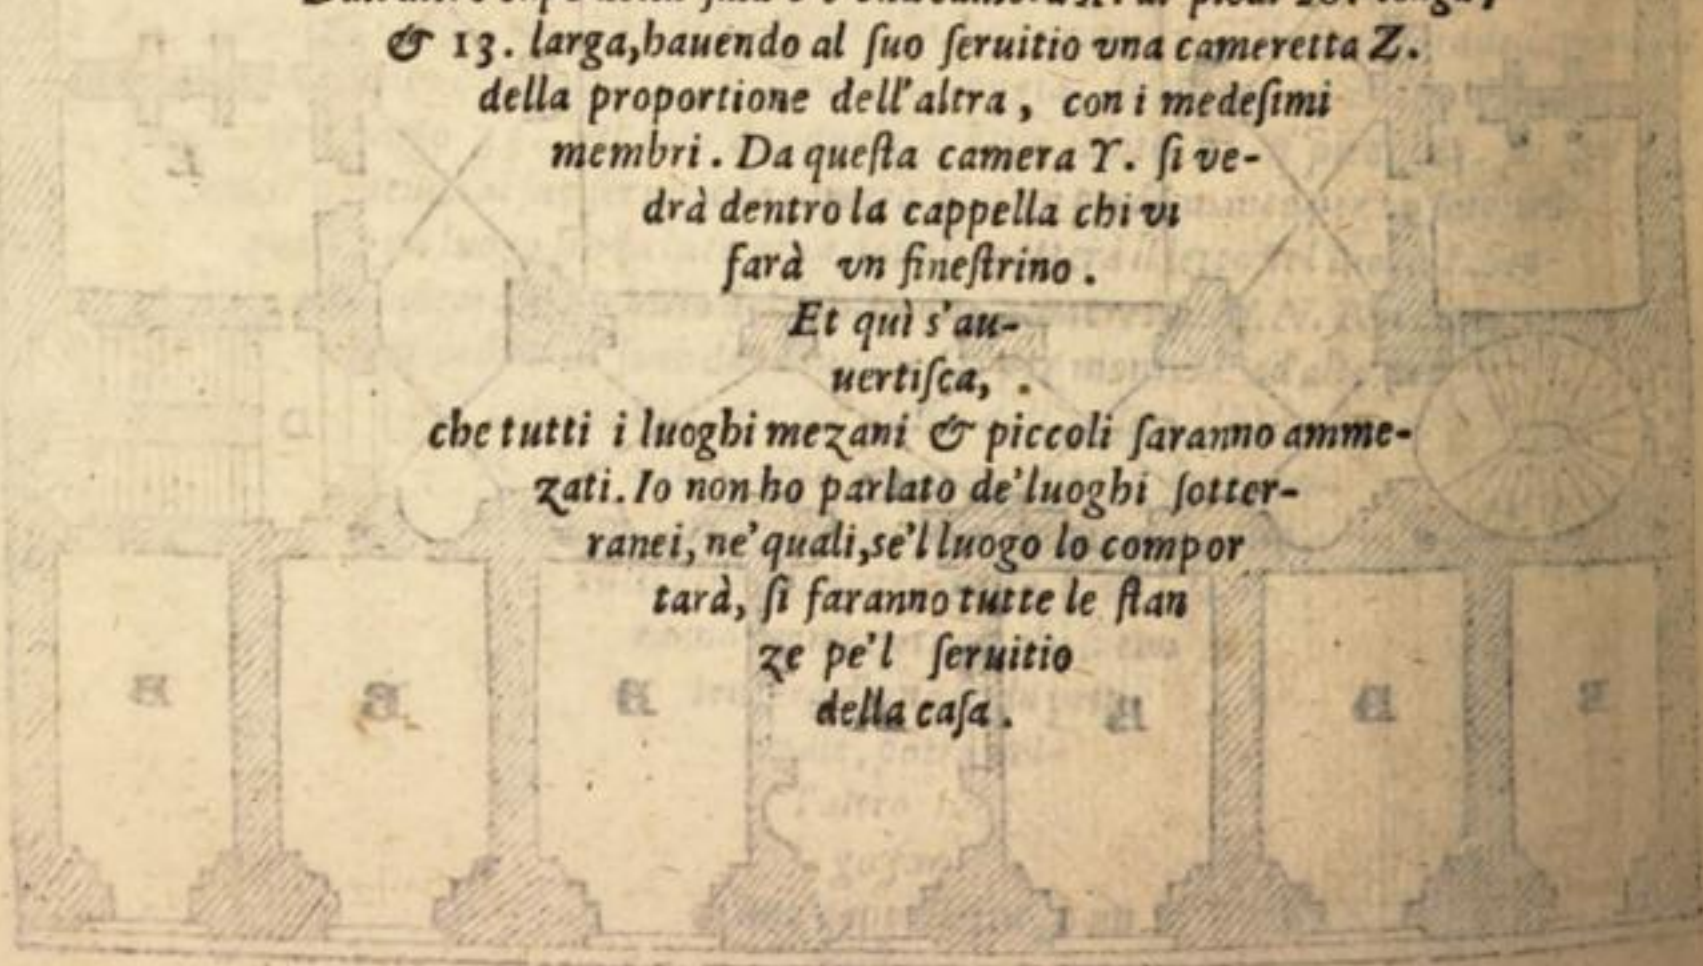 & 13. larga,hauendo al ſuo ſeruitio vna cameretta Z.
della proportione dell'altra, con i medeſimi
membri. Da queſta camera Y. ſi ve-
drà dentro la cappella chi vi
farà vn fineſtrino.
Et quì s'au-
uertiſca,
che tutti i luoghi mezani & piccoli ſaranno amme-
zati. Io non ho parlato de'luoghi ſotter-
ranei, ne'quali,se'l luogo lo compor
tarà, ſi faranno tutte le ſtan
ze pe'l ſeruitio
della caſa.
B B B B B B